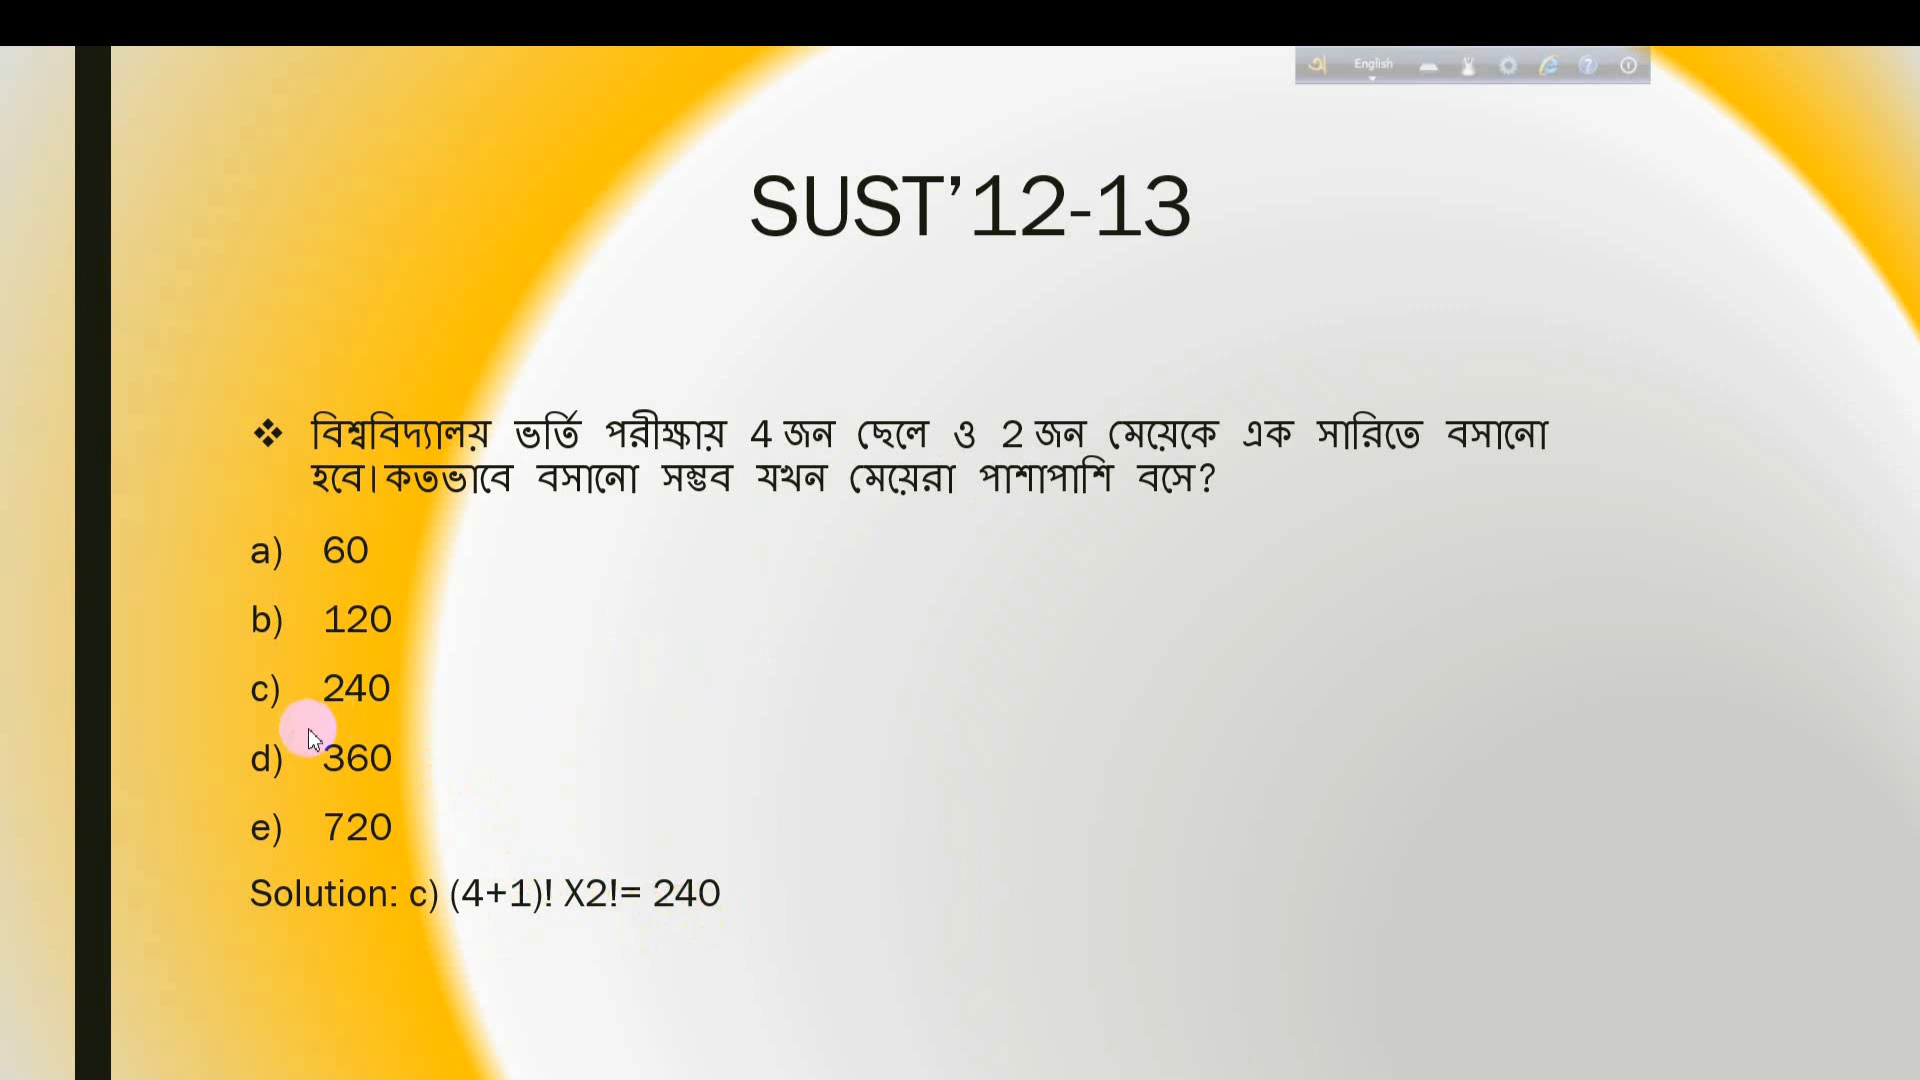 English
SUST’12-13
❖ বিশ্ববিদ্যালয় ভর্তি পরীক্ষায় 4 জন ছেলে ও 2 জন মেয়েকে এক সারিতে বসানো
হবে।কতভাবে বসানো সম্ভব যখন মেয়েরা পাশাপাশি বসে?
a) 60
b) 120
c) 240
d) 360
e) 720
Solution: c) (4+1)! X2!= 240